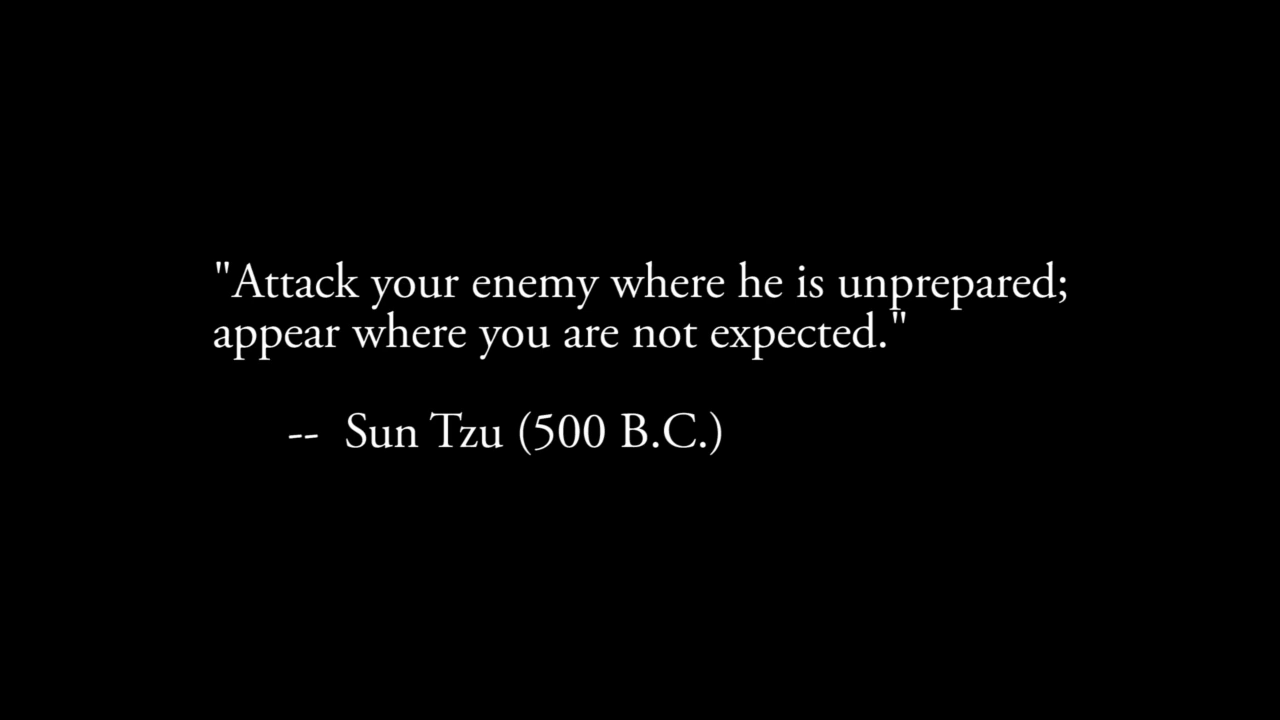 "Attack your enemy where he is unprepared;
appear where you are not expected."
-- Sun Tzu (500 B.C.)